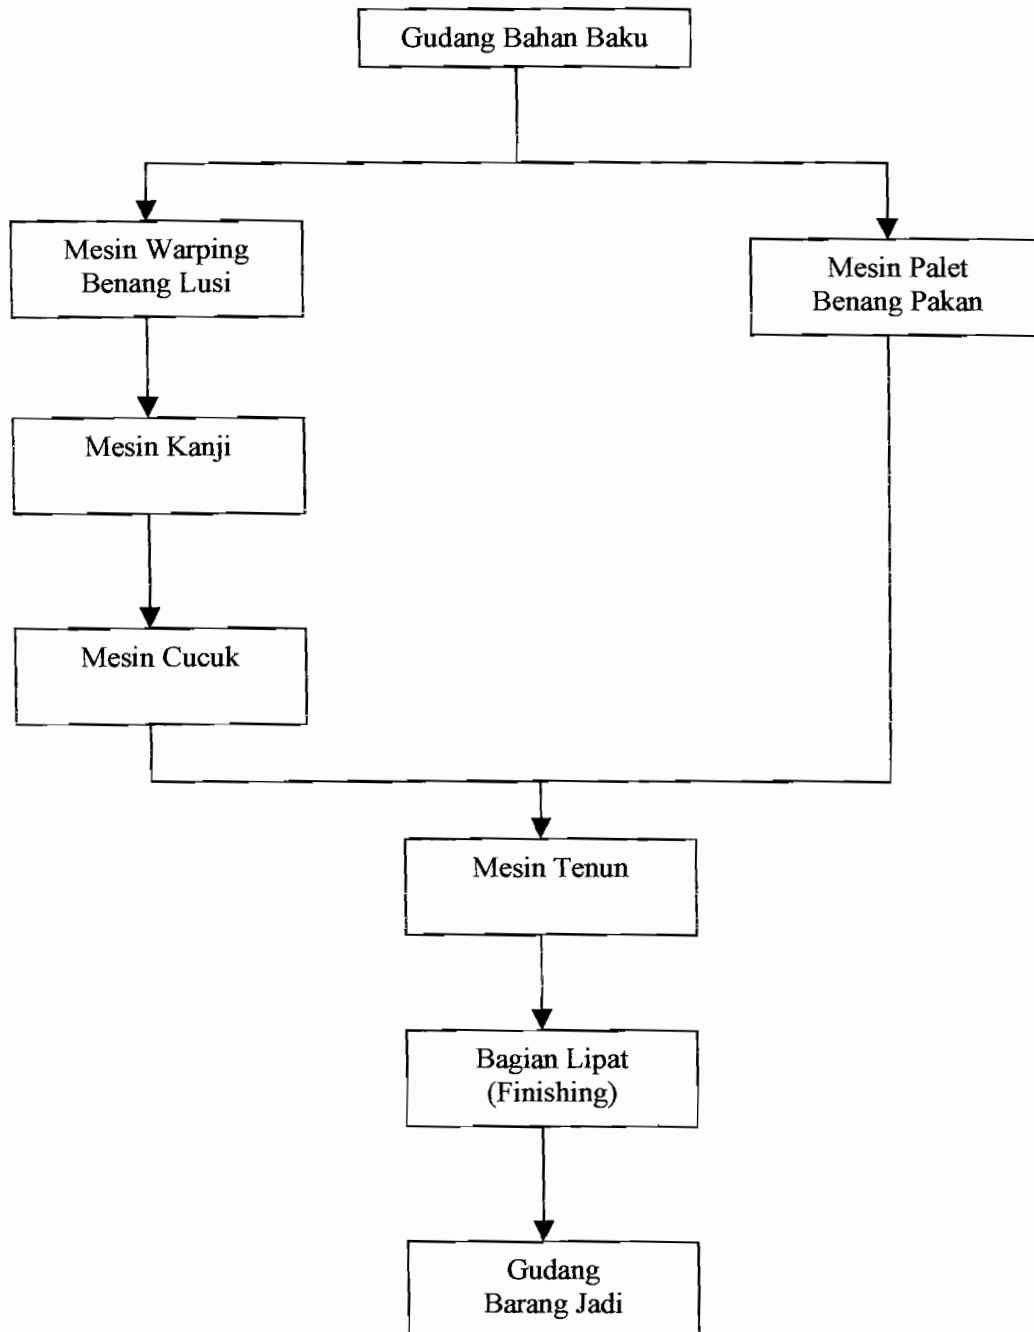 Gudang Bahan Baku
Mesin Warping
Benang Lusi
Mesin Palet
Benang Pakan
Mesin Kanji
Mesin Cucuk
Mesin Tenun
Bagian Lipat
(Finishing)
Gudang
Barang Jadi